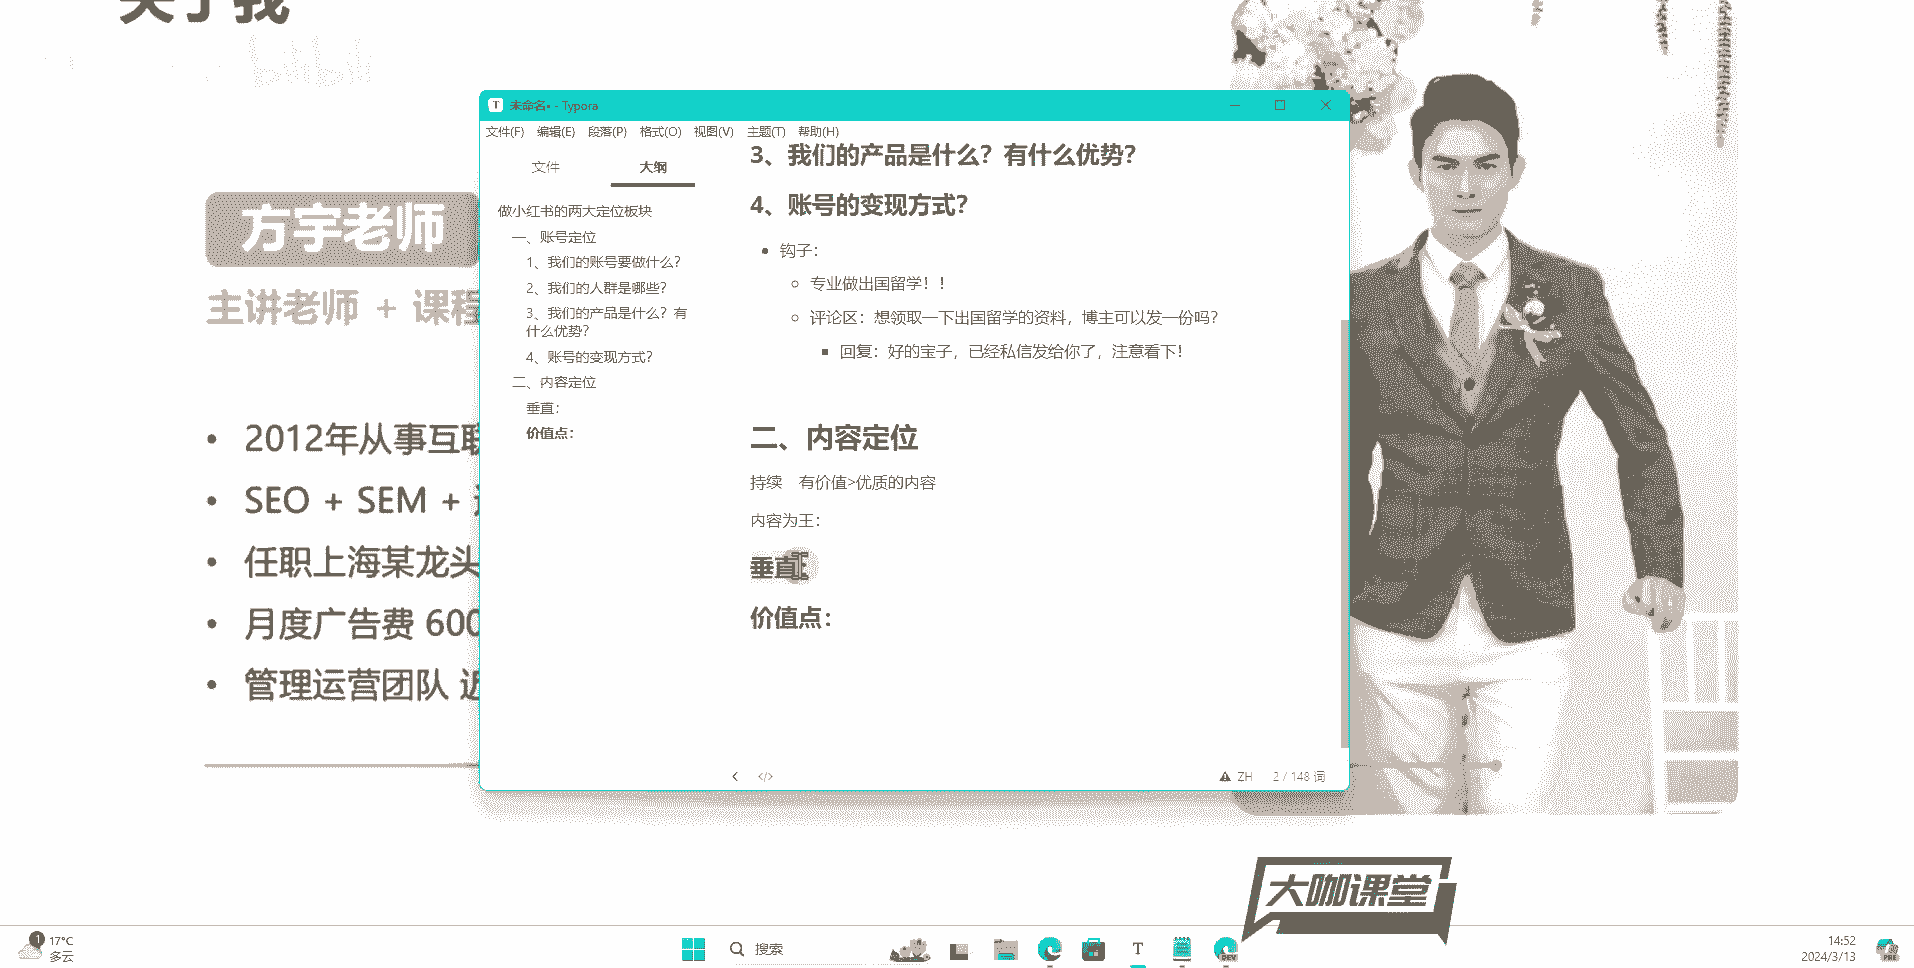 关于我
bilibili
方宇老师
主讲老师 + 课程
2012年从事互联
SEO + SEM +
任职上海某龙头
月度广告费 600
管理运营团队 近
未命名• - Typora
文件(F) 编辑(E) 段落(P) 格式(O) 视图(V) 主题(T) 帮助(H)
文件 大纲
做小红书的两大定位板块
一、账号定位
1、我们的账号要做什么?
2、我们的人群是哪些?
3、我们的产品是什么?有
什么优势?
4、账号的变现方式?
二、内容定位
垂直:
价值点:
3、我们的产品是什么?有什么优势?
4、账号的变现方式?
钩子:
专业做出国留学!!
评论区:想领取一下出国留学的资料,博主可以发一份吗?
回复:好的宝子,已经私信发给你了,注意看下!
二、内容定位
持续 有价值>优质的内容
内容为王:
垂直:
价值点:
ZH 2 / 148 词
大咖课堂
1
17°C
多云
搜索
T
DEV
14:52
2024/3/13
PRE